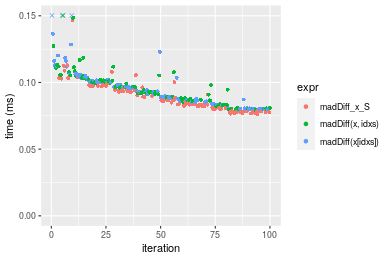 0.15
0.10
0.05
0.00
time (ms)
0
25
50
75
100
iteration
expr
madDiff_x_S
madDiff(x, idxs)
madDiff(x[idxs])